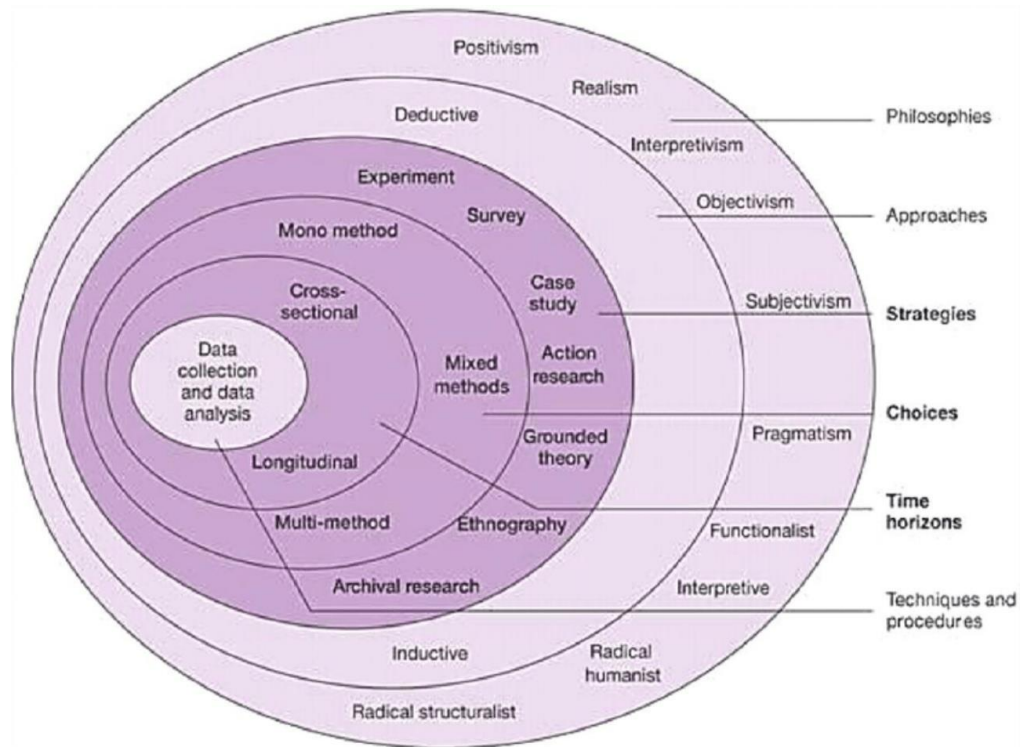 Positivism
Realism
Philosophies
Deductive
Interpretivism
Experiment
Objectivism
Approaches
Survey
Mono method
Case
study
Cross-
sectional
Subjectivism
Strategies
Data
collection
and data
analysis
Mixed
methods
Action
research
Choices
Pragmatism
Grounded
theory
Longitudinal
Time
horizons
Multi-method
Ethnography
Functionalist
Archival research
Interpretive
Techniques and
procedures
Inductive
Radical
humanist
Radical structuralist